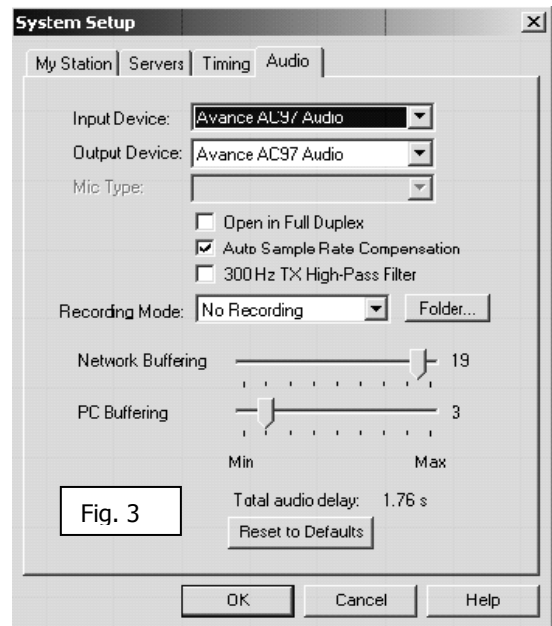 System Setup
My Station Servers Timing Audio
Input Device: Avance AC97 Audio
Output Device: Avance AC97 Audio
Mic Type:
Open in Full Duplex
Auto Sample Rate Compensation
300 Hz TX High-Pass Filter
Recording Mode: No Recording Folder...
Network Buffering 19
PC Buffering 3
Min Max
Total audio delay: 1.76 s
Fig. 3
Reset to Defaults
OK Cancel Help